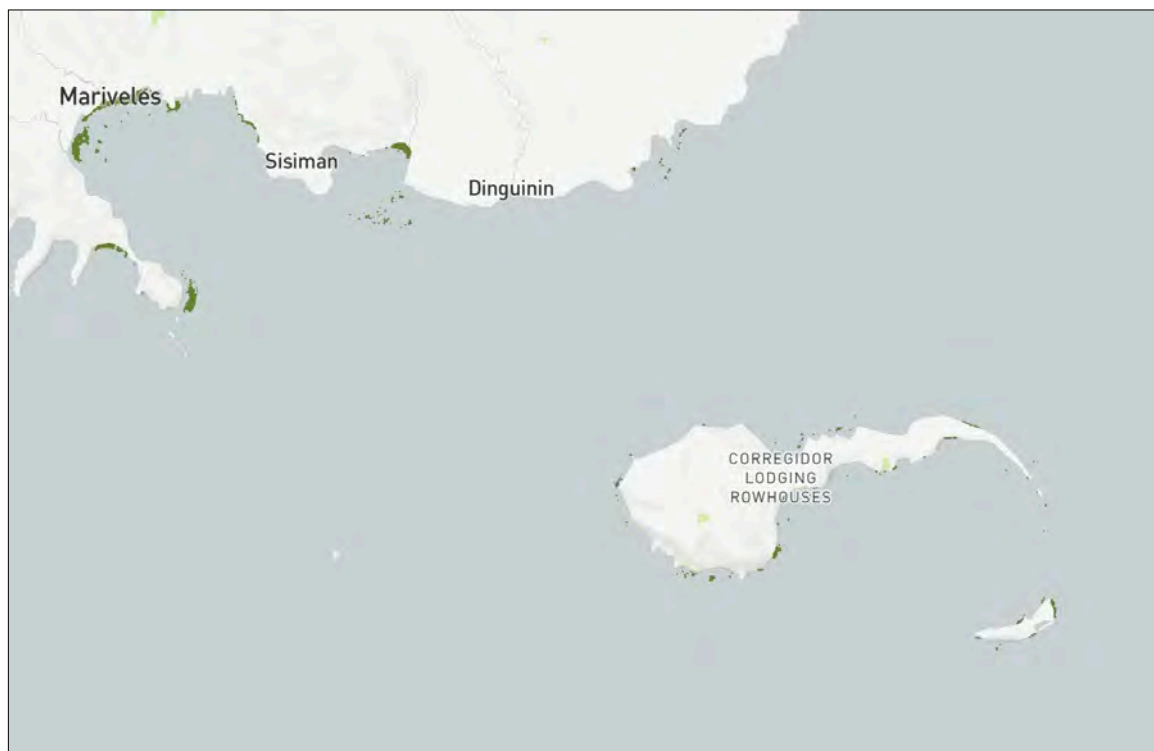 Mariveles
Sisiman
Dinguinin
CORREGIDOR
LODGING
ROWHOUSES